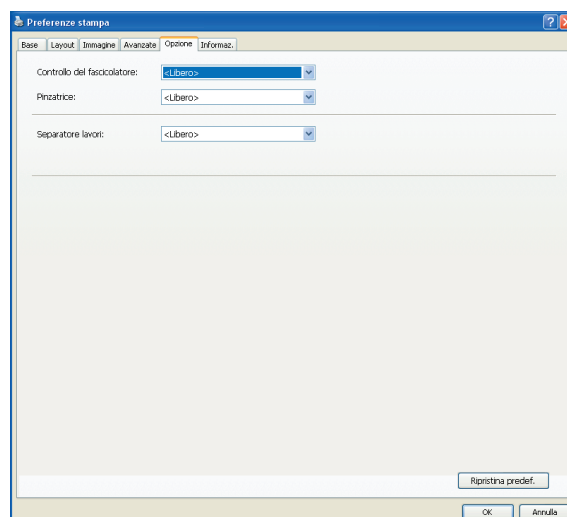 Preferenze stampa
Base Layout Immagine Avanzate Opzione Informaz.
Controllo del fascicolatore: <Libero>
Pinzatrice: <Libero>
Separatore lavori: <Libero>
Ripristina predef.
OK Annulla